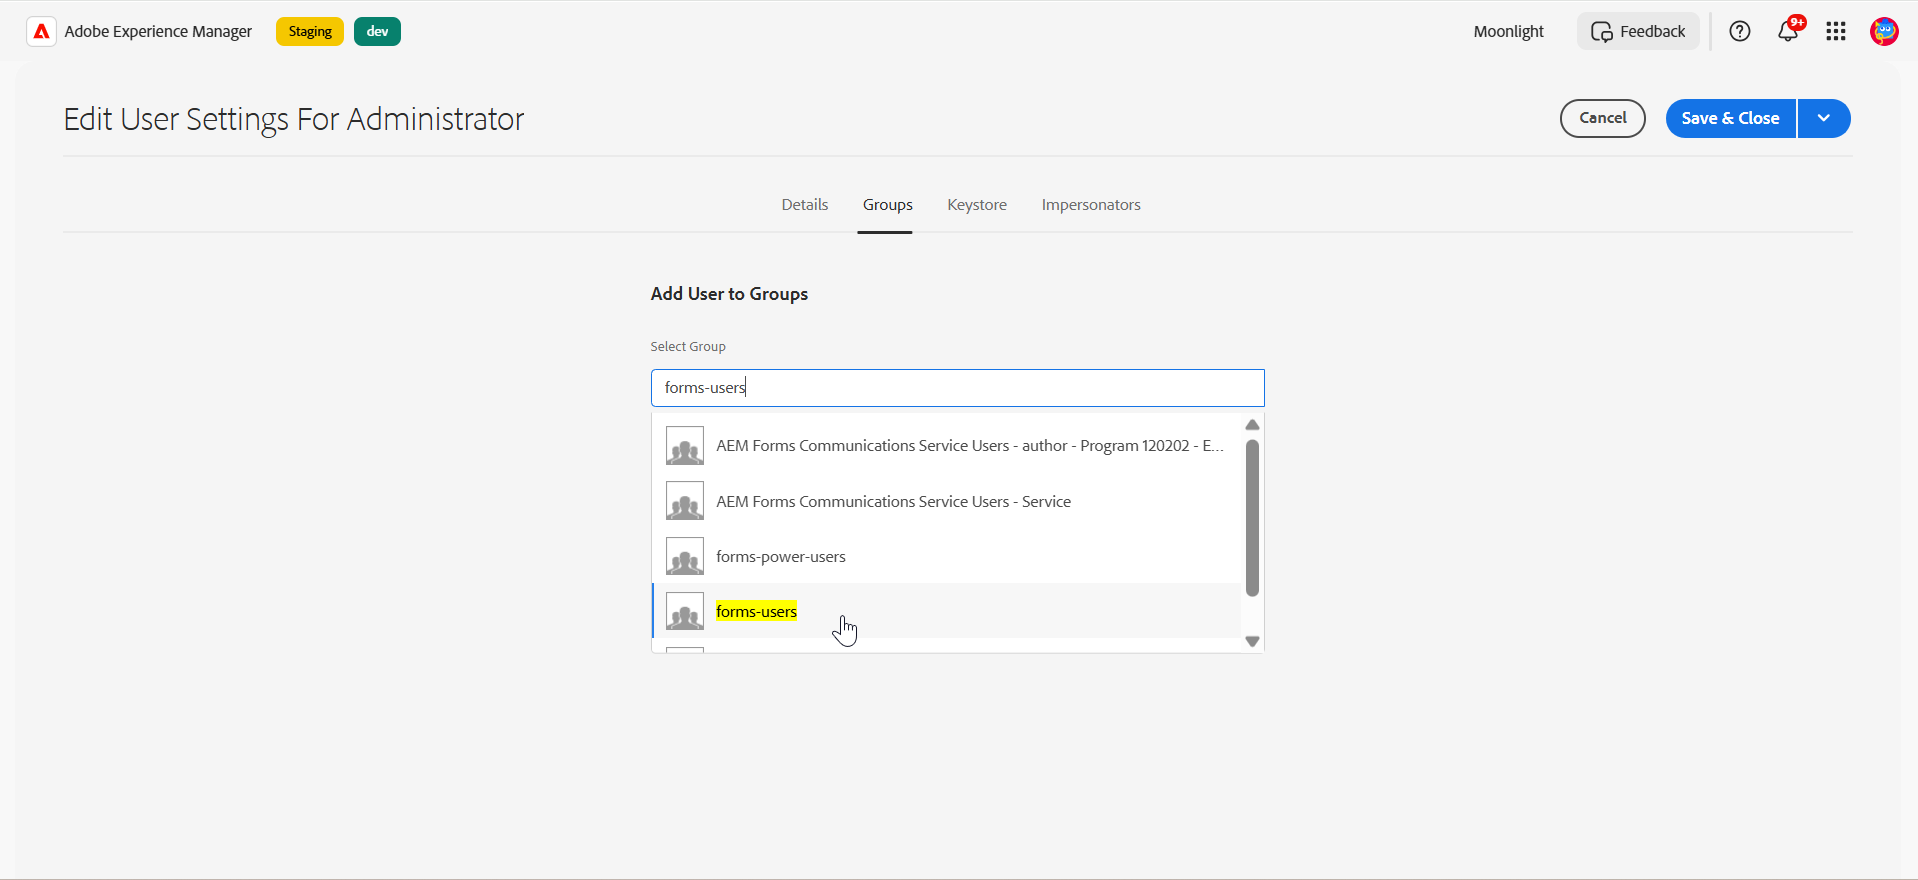 Adobe Experience Manager
Staging
dev
Moonlight
Feedback
9+
Edit User Settings For Administrator
Cancel
Save & Close
Details
Groups
Keystore
Impersonators
Add User to Groups
Select Group
forms-users
AEM Forms Communications Service Users - author - Program 120202 - E...
AEM Forms Communications Service Users - Service
forms-power-users
forms-users